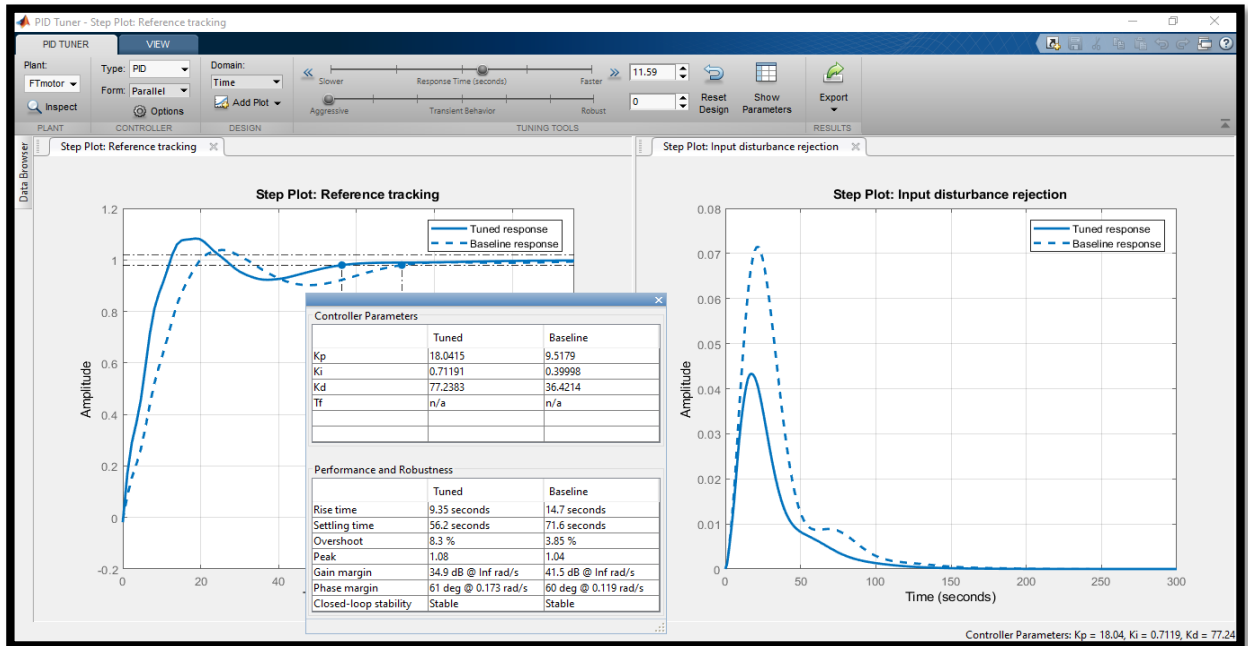 PID Tuner - Step Plot: Reference tracking
PID TUNER VIEW
Plant:
FTmotor
Inspect
PLANT
Type: PID
Form: Parallel
Options
CONTROLLER
Domain:
Time
Add Plot
DESIGN
Slower Response Time (seconds) Faster 11.59
Aggressive Transient Behavior Robust 0
Reset Design
Show Parameters
TUNING TOOLS
Export
RESULTS
Data Browser
Step Plot: Reference tracking
Step Plot: Input disturbance rejection
Step Plot: Reference tracking
Tuned response
Baseline response
Amplitude
1.2
1
0.8
0.6
0.4
0.2
0
-0.2
0 20 40
Controller Parameters
Tuned Baseline
Kp 18.0415 9.5179
Ki 0.71191 0.39998
Kd 77.2383 36.4214
Tf n/a n/a
Performance and Robustness
Tuned Baseline
Rise time 9.35 seconds 14.7 seconds
Settling time 56.2 seconds 71.6 seconds
Overshoot 8.3 % 3.85 %
Peak 1.08 1.04
Gain margin 34.9 dB @ Inf rad/s 41.5 dB @ Inf rad/s
Phase margin 61 deg @ 0.173 rad/s 60 deg @ 0.119 rad/s
Closed-loop stability Stable Stable
Step Plot: Input disturbance rejection
Tuned response
Baseline response
Amplitude
0.08
0.07
0.06
0.05
0.04
0.03
0.02
0.01
0
0 50 100 150 200 250 300
Time (seconds)
Controller Parameters: Kp = 18.04, Ki = 0.7119, Kd = 77.24